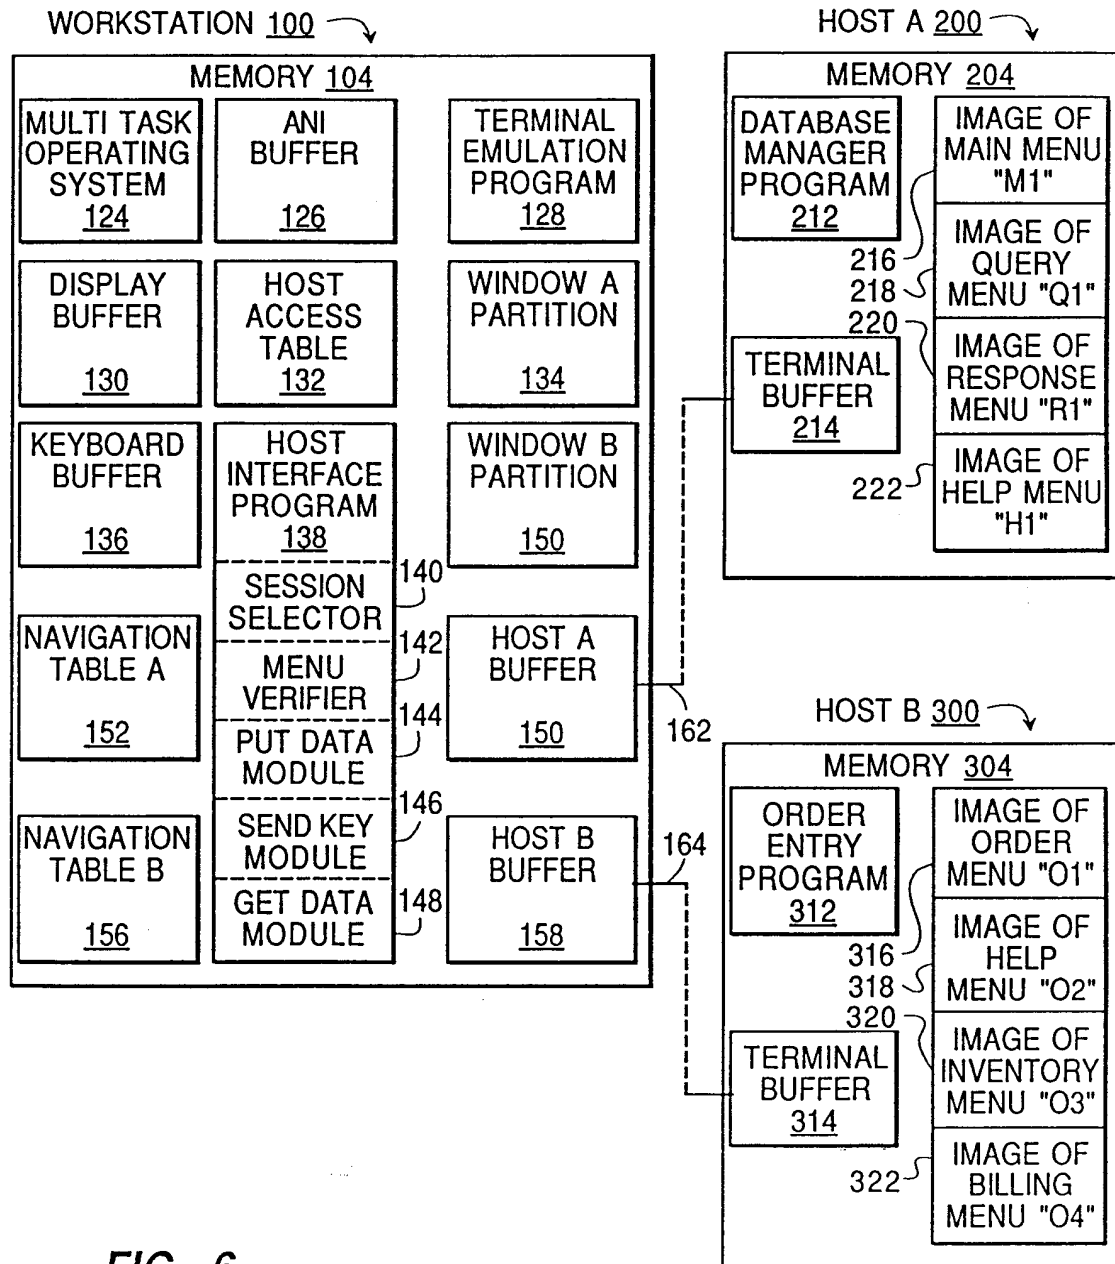 WORKSTATION 100
MEMORY 104
MULTI TASK
OPERATING
SYSTEM
124
ANI
BUFFER
126
TERMINAL
EMULATION
PROGRAM
128
DISPLAY
BUFFER
130
HOST
ACCESS
TABLE
132
WINDOW A
PARTITION
134
KEYBOARD
BUFFER
136
HOST
INTERFACE
PROGRAM
138
WINDOW B
PARTITION
150
140
SESSION
SELECTOR
142
MENU
VERIFIER
144
PUT DATA
MODULE
146
SEND KEY
MODULE
148
GET DATA
MODULE
NAVIGATION
TABLE A
152
HOST A
BUFFER
150
162
NAVIGATION
TABLE B
156
HOST B
BUFFER
158
164
HOST A 200
MEMORY 204
DATABASE
MANAGER
PROGRAM
212
IMAGE OF
MAIN MENU
"M1"
216
IMAGE OF
QUERY
MENU "Q1"
218
220
IMAGE OF
RESPONSE
MENU "R1"
TERMINAL
BUFFER
214
222
IMAGE OF
HELP MENU
"H1"
HOST B 300
MEMORY 304
ORDER
ENTRY
PROGRAM
312
IMAGE OF
ORDER
MENU "O1"
316
IMAGE OF
HELP
MENU "O2"
318
320
IMAGE OF
INVENTORY
MENU "O3"
TERMINAL
BUFFER
314
322
IMAGE OF
BILLING
MENU "O4"
FIG. 6